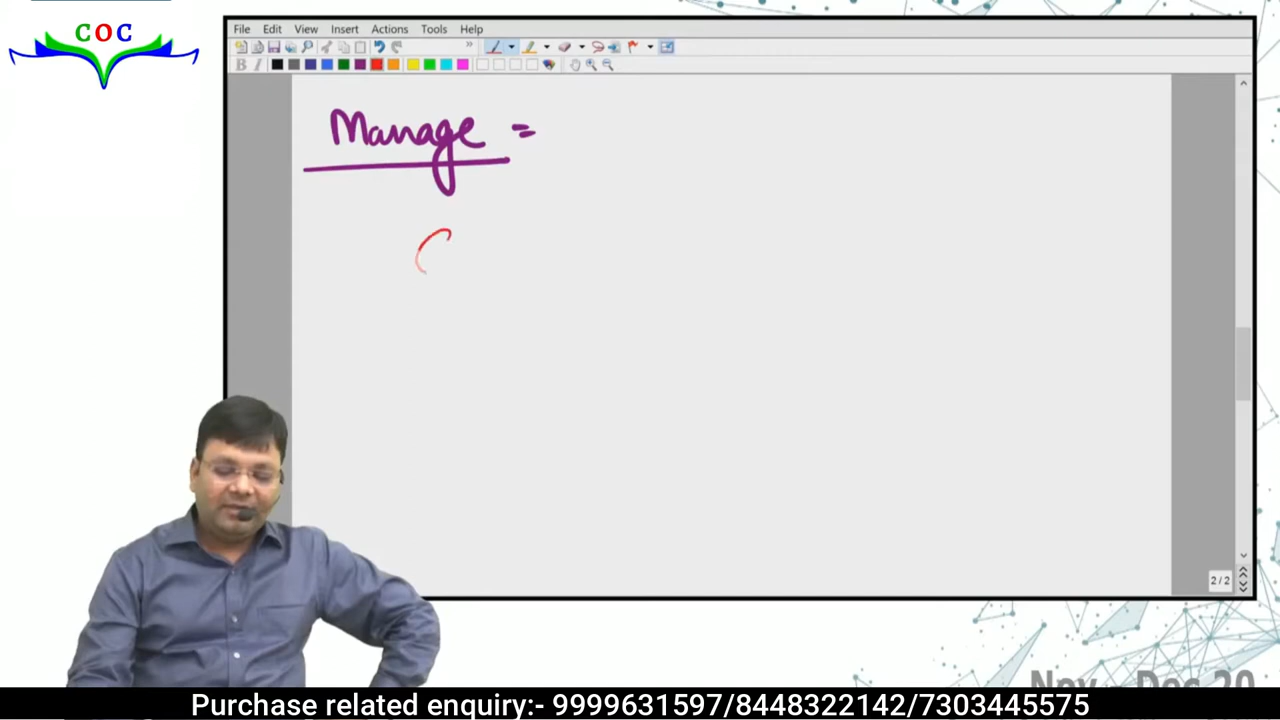 COC
File Edit View Insert Actions Tools Help
B I
Manage =
2 / 2
Purchase related enquiry:- 9999631597/8448322142/7303445575